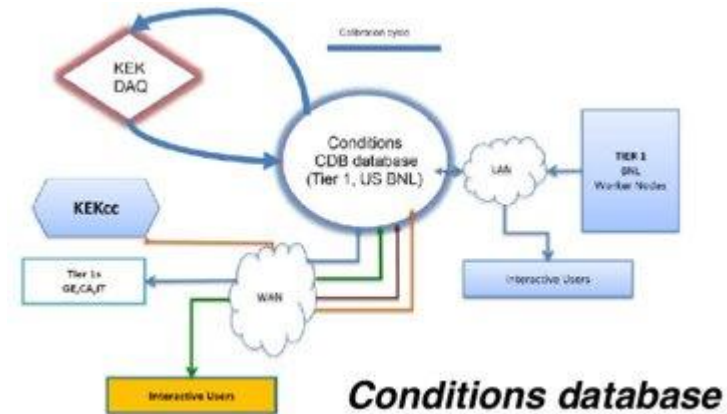 Calibration cycle
KEK
DAQ
Conditions
CDB database
(Tier 1, US BNL)
LAN
TIER 1
BNL
Worker Nodes
KEKcc
Tier 1s
GE,CA,IT
WAN
Interactive Users
Interactive Users
Conditions database